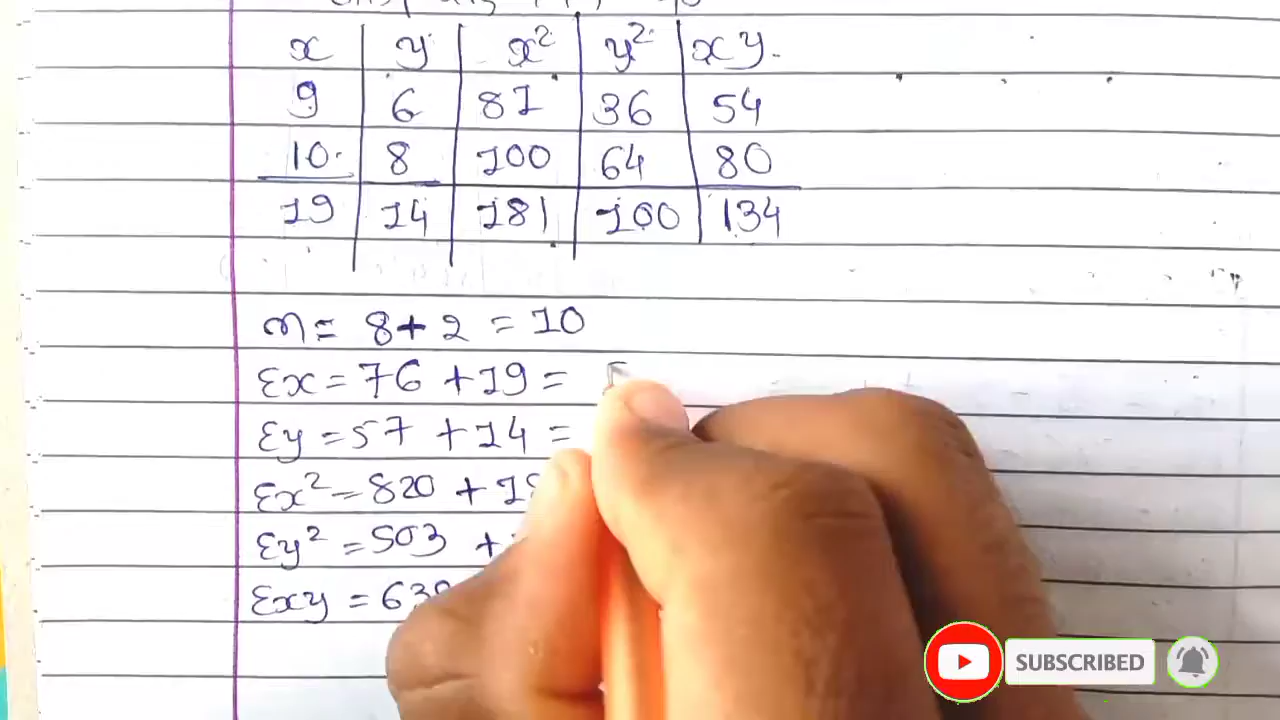 x y x² y² xy
9 6 81 36 54
10 8 100 64 80
19 14 181 100 134
n = 8 + 2 = 10
Σx = 76 + 19 =
Σy = 57 + 14 =
Σx² = 820 +
Σy² = 503 +
Σxy =
SUBSCRIBED